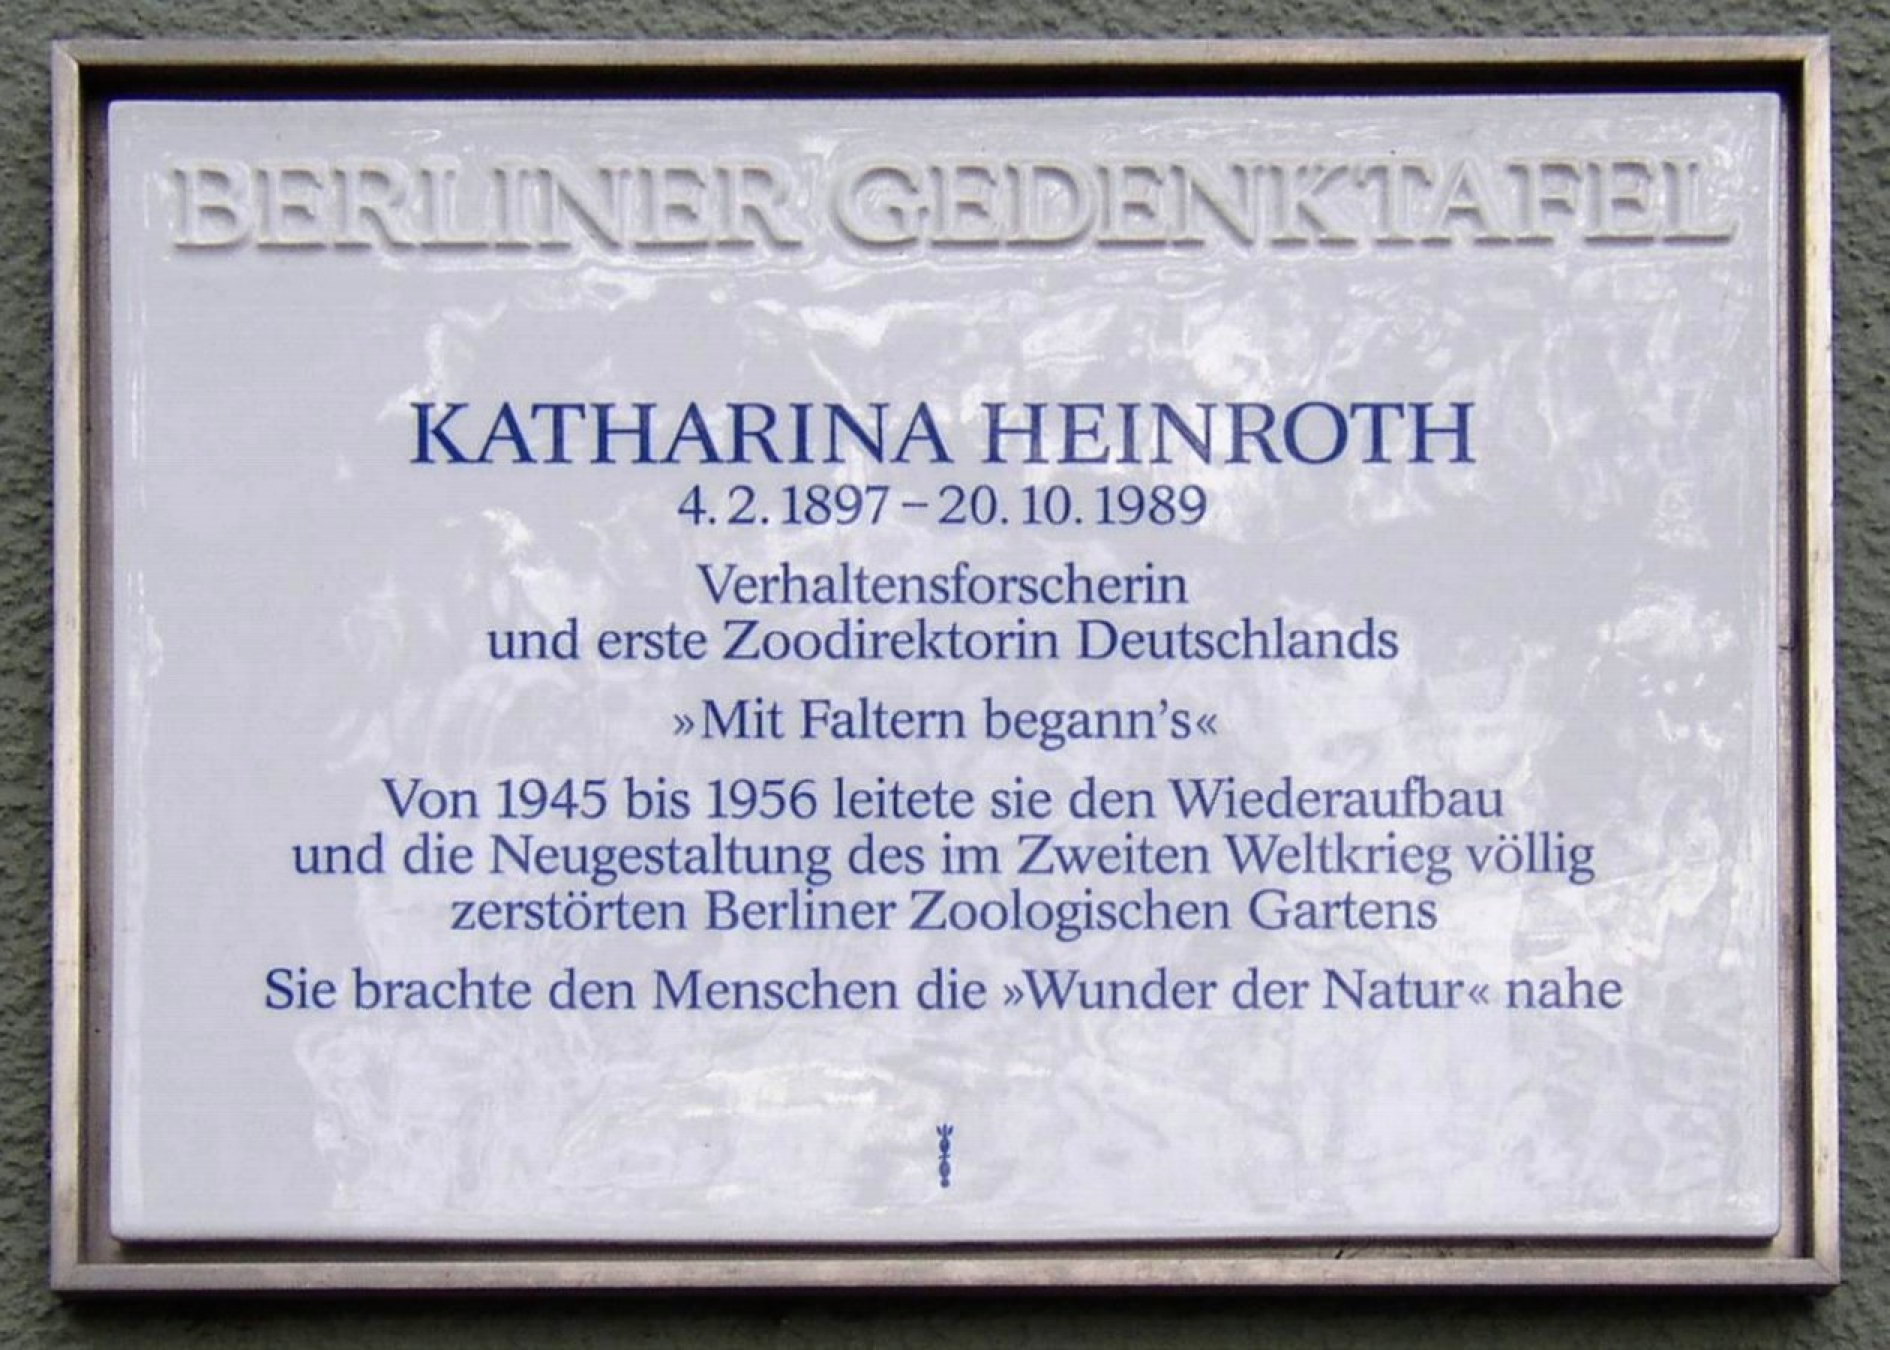 BERLINER GEDENKTAFEL
KATHARINA HEINROTH
4. 2. 1897 – 20. 10. 1989
Verhaltensforscherin
und erste Zoodirektorin Deutschlands
»Mit Faltern begann’s«
Von 1945 bis 1956 leitete sie den Wiederaufbau
und die Neugestaltung des im Zweiten Weltkrieg völlig
zerstörten Berliner Zoologischen Gartens
Sie brachte den Menschen die »Wunder der Natur« nahe